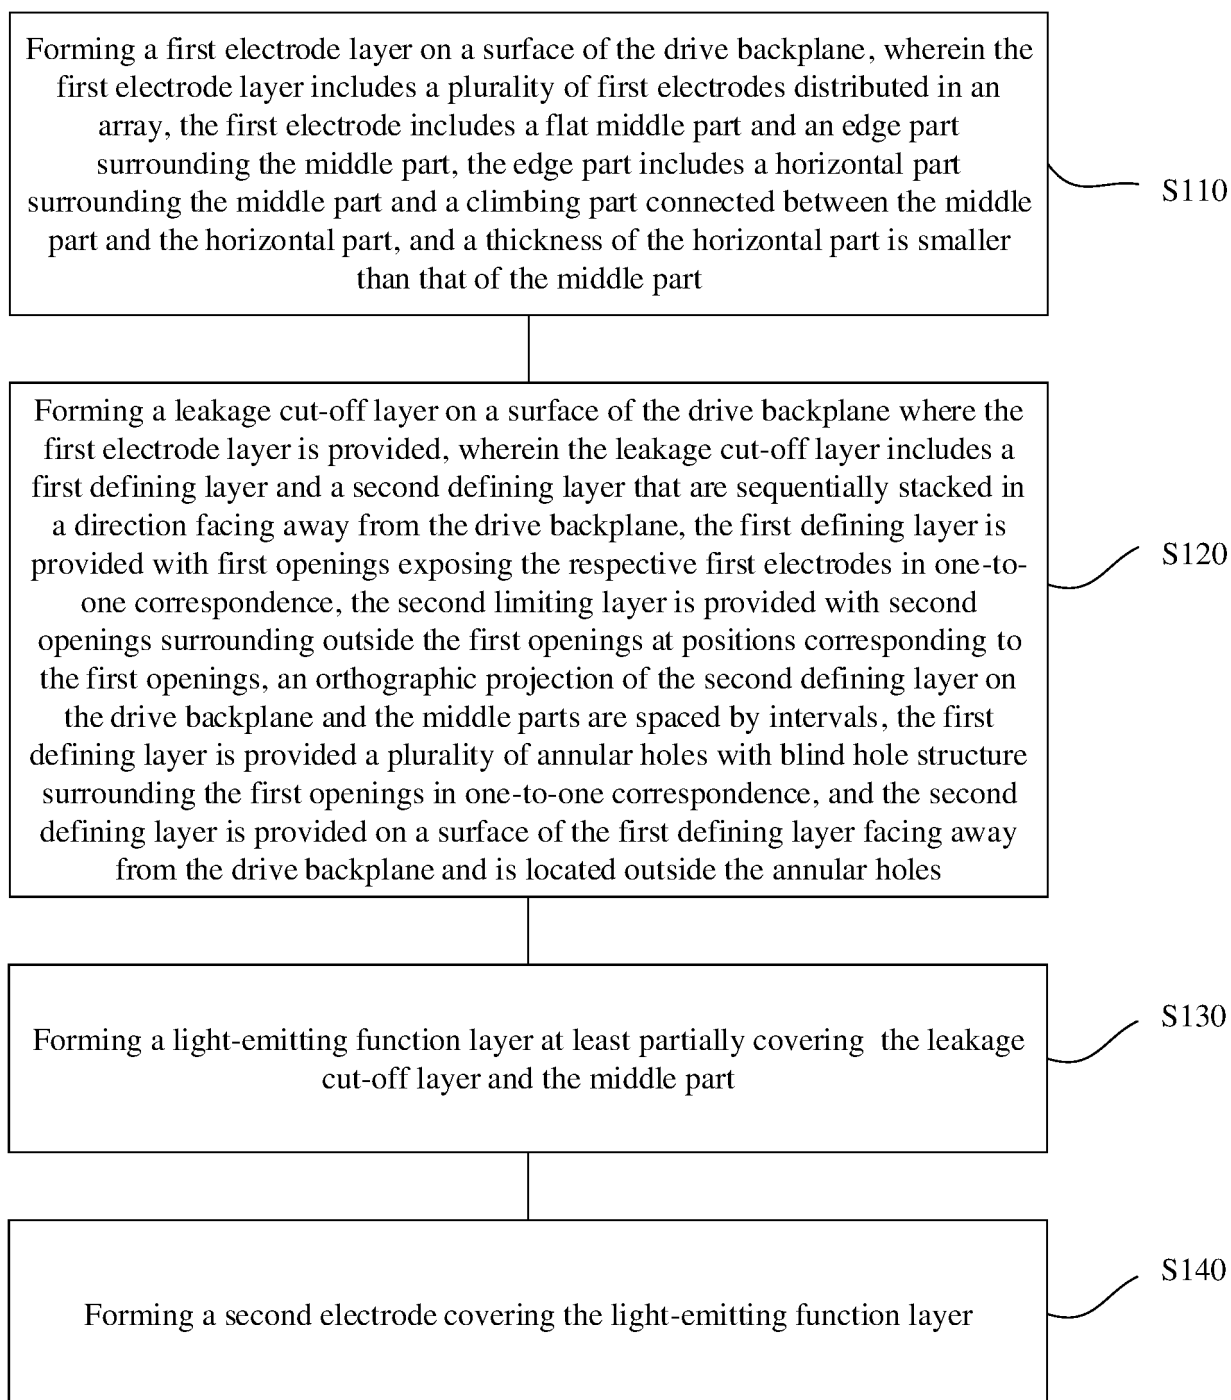 Forming a first electrode layer on a surface of the drive backplane, wherein the
first electrode layer includes a plurality of first electrodes distributed in an
array, the first electrode includes a flat middle part and an edge part
surrounding the middle part, the edge part includes a horizontal part
surrounding the middle part and a climbing part connected between the middle
part and the horizontal part, and a thickness of the horizontal part is smaller
than that of the middle part
S110
Forming a leakage cut-off layer on a surface of the drive backplane where the
first electrode layer is provided, wherein the leakage cut-off layer includes a
first defining layer and a second defining layer that are sequentially stacked in
a direction facing away from the drive backplane, the first defining layer is
provided with first openings exposing the respective first electrodes in one-to-
one correspondence, the second limiting layer is provided with second
openings surrounding outside the first openings at positions corresponding to
the first openings, an orthographic projection of the second defining layer on
the drive backplane and the middle parts are spaced by intervals, the first
defining layer is provided a plurality of annular holes with blind hole structure
surrounding the first openings in one-to-one correspondence, and the second
defining layer is provided on a surface of the first defining layer facing away
from the drive backplane and is located outside the annular holes
S120
Forming a light-emitting function layer at least partially covering the leakage
cut-off layer and the middle part
S130
Forming a second electrode covering the light-emitting function layer
S140